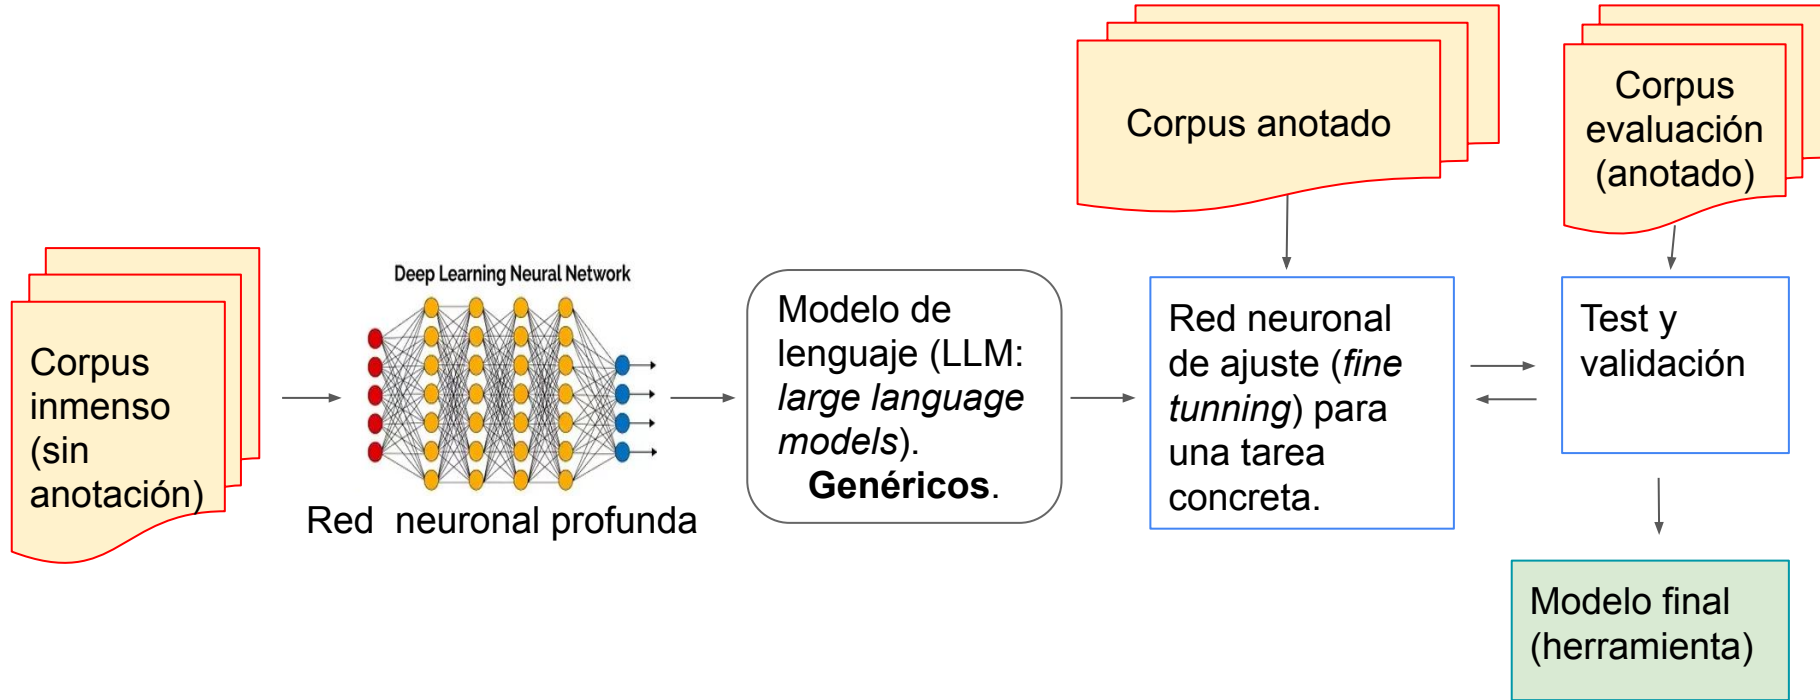 Corpus
inmenso
(sin
anotación)
Deep Learning Neural Network
Red  neuronal profunda
Modelo de
lenguaje (LLM:
large language
models).
Genéricos.
Corpus anotado
Red neuronal
de ajuste (fine
tunning) para
una tarea
concreta.
Corpus
evaluación
(anotado)
Test y
validación
Modelo final
(herramienta)